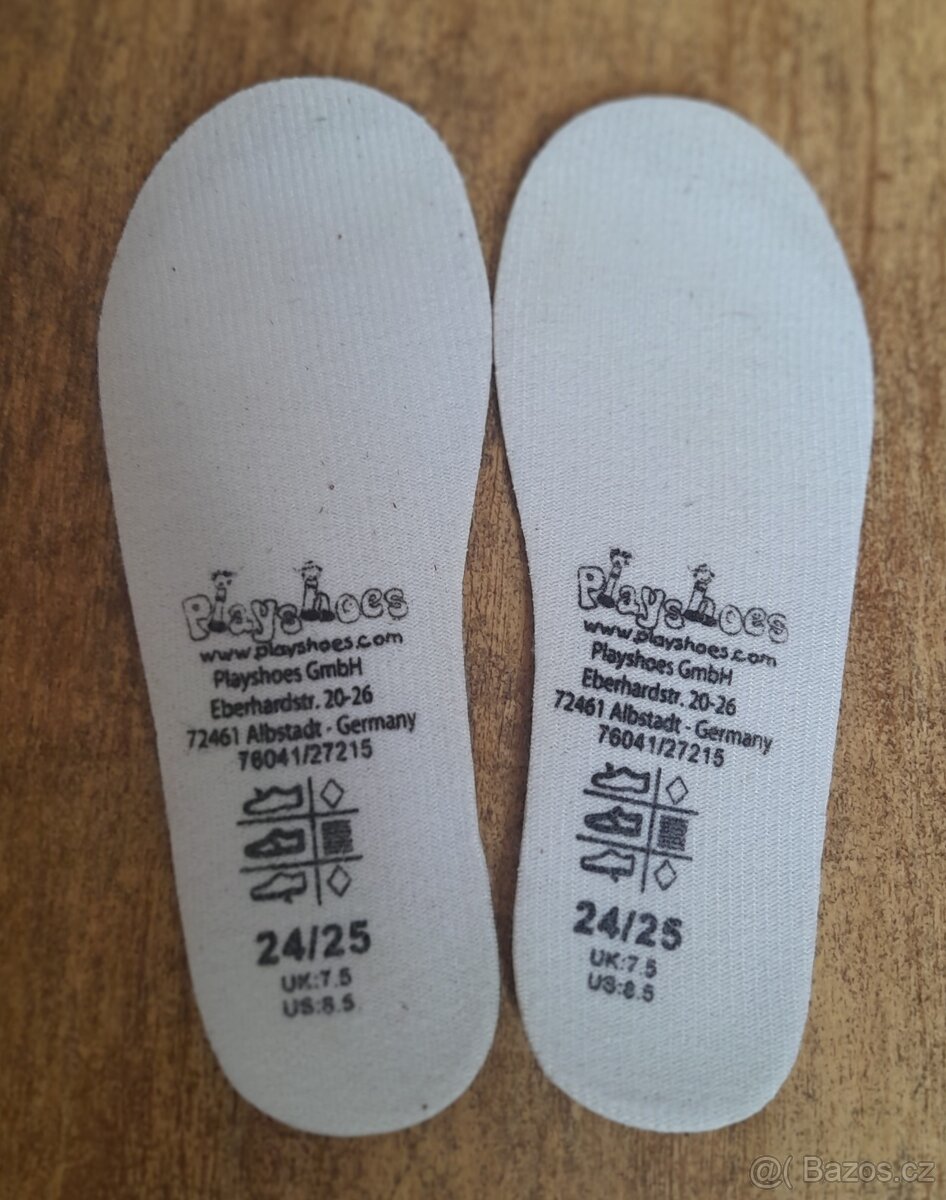 Playshoes
www.playshoes.com
Playshoes GmbH
Eberhardstr. 20-26
72461 Albstadt - Germany
76041/27215
24/25
UK:7.5
US:8.5
Playshoes
www.playshoes.com
Playshoes GmbH
Eberhardstr. 20-26
72461 Albstadt - Germany
76041/27215
24/25
UK:7.5
US:8.5
@( Bazos.cz